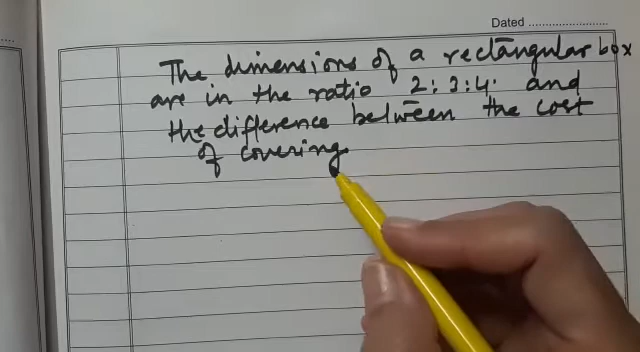 Dated ........................
The dimensions of a rectangular box
are in the ratio 2:3:4. and
the difference between the cost
of covering